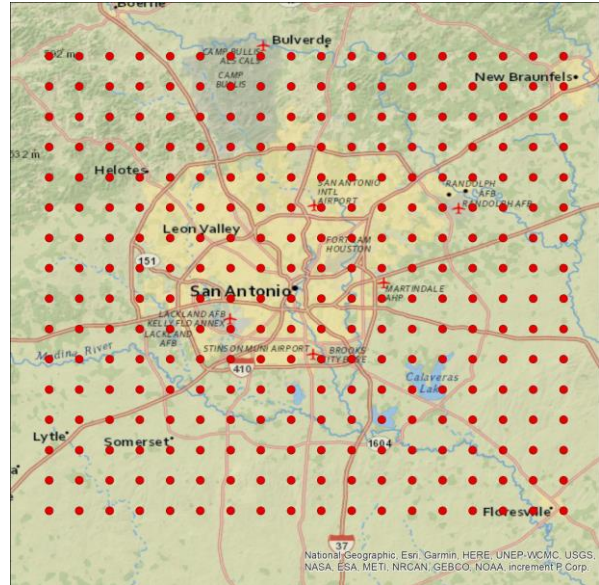 Boerne
Bulverde
CAMP BULLIS
ALS CALS
CAMP
BULLIS
New Braunfels
Helotes
SAN ANTONIO
INTL
AIRPORT
RANDOLPH
AFB
RANDOLPH AFB
Leon Valley
FORT SAM
HOUSTON
151
San Antonio
MARTINDALE
AHP
LACKLAND AFB
KELLY FLD ANNEX
LACKLAND
AFB
Medina River
STINSON MUNI AIRPORT
BROOKS
CITY BASE
410
Calaveras
Lake
Lytle
Somerset
1604
Floresville
37
National Geographic, Esri, Garmin, HERE, UNEP-WCMC, USGS,
NASA, ESA, METI, NRCAN, GEBCO, NOAA, increment P Corp.